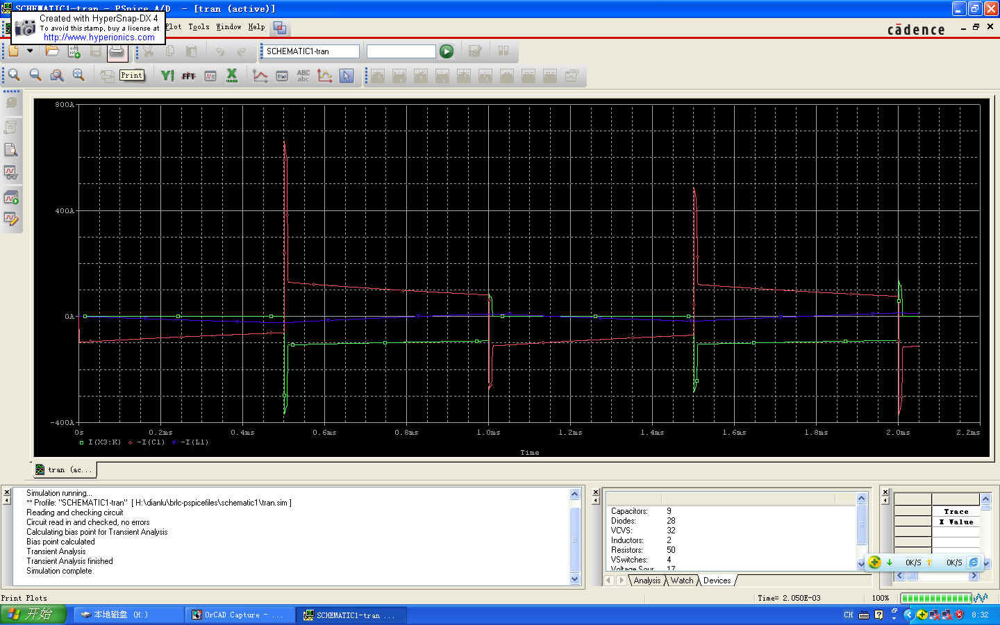 SCHEMATIC1-tran - PSpice A/D - [tran (active)]
Created with HyperSnap-DX 4
To avoid this stamp, buy a license at
http://www.hyperionics.com
Plot Tools Window Help
cādence
SCHEMATIC1-tran
Print
FFT
ABC
abc
800A
400A
0A
-400A
0s 0.2ms 0.4ms 0.6ms 0.8ms 1.0ms 1.2ms 1.4ms 1.6ms 1.8ms 2.0ms 2.2ms
I(X3:K) -I(C1) -I(L1)
Time
tran (ac...
Simulation running...
** Profile: "SCHEMATIC1-tran" [ H:\dianlu\brlc-pspicefiles\schematic1\tran.sim ]
Reading and checking circuit
Circuit read in and checked, no errors
Calculating bias point for Transient Analysis
Bias point calculated
Transient Analysis
Transient Analysis finished
Simulation complete
Capacitors: 9
Diodes: 28
VCVS: 32
Inductors: 2
Resistors: 50
VSwitches: 4
Voltage Sour 17
Analysis Watch Devices
Trace
X Value
0K/S 0K/S
Print Plots
Time= 2.050E-03 100%
开始
本地磁盘 (H:)
OrCAD Capture - ...
SCHEMATIC1-tran ...
CH
8:32